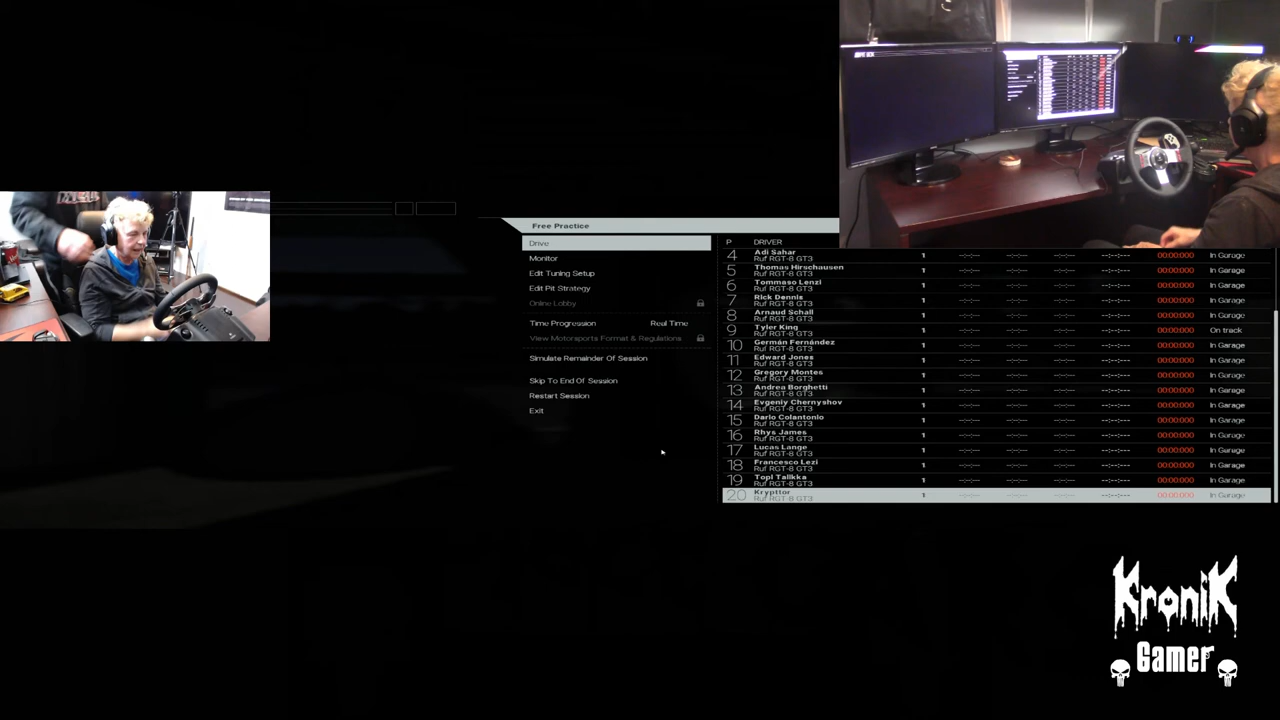 Free Practice
Drive
Monitor
Edit Tuning Setup
Edit Pit Strategy
Online Lobby
Time Progression Real Time
View Motorsports Format & Regulations
Simulate Remainder Of Session
Skip To End Of Session
Restart Session
Exit
P DRIVER
4 Adi Sahar 1 --:--:--- --:--:--- --:--:--- --:--:--- 00:00:000 In Garage
Ruf RGT-8 GT3
5 Thomas Hirschausen 1 --:--:--- --:--:--- --:--:--- --:--:--- 00:00:000 In Garage
Ruf RGT-8 GT3
6 Tommaso Lenzi 1 --:--:--- --:--:--- --:--:--- --:--:--- 00:00:000 In Garage
Ruf RGT-8 GT3
7 Rick Dennis 1 --:--:--- --:--:--- --:--:--- --:--:--- 00:00:000 In Garage
Ruf RGT-8 GT3
8 Arnaud Schall 1 --:--:--- --:--:--- --:--:--- --:--:--- 00:00:000 In Garage
Ruf RGT-8 GT3
9 Tyler King 1 --:--:--- --:--:--- --:--:--- --:--:--- 00:00:000 On track
Ruf RGT-8 GT3
10 Germán Fernández 1 --:--:--- --:--:--- --:--:--- --:--:--- 00:00:000 In Garage
Ruf RGT-8 GT3
11 Edward Jones 1 --:--:--- --:--:--- --:--:--- --:--:--- 00:00:000 In Garage
Ruf RGT-8 GT3
12 Gregory Montes 1 --:--:--- --:--:--- --:--:--- --:--:--- 00:00:000 In Garage
Ruf RGT-8 GT3
13 Andrea Borghetti 1 --:--:--- --:--:--- --:--:--- --:--:--- 00:00:000 In Garage
Ruf RGT-8 GT3
14 Evgeniy Chernyshov 1 --:--:--- --:--:--- --:--:--- --:--:--- 00:00:000 In Garage
Ruf RGT-8 GT3
15 Dario Colantonio 1 --:--:--- --:--:--- --:--:--- --:--:--- 00:00:000 In Garage
Ruf RGT-8 GT3
16 Rhys James 1 --:--:--- --:--:--- --:--:--- --:--:--- 00:00:000 In Garage
Ruf RGT-8 GT3
17 Lucas Lange 1 --:--:--- --:--:--- --:--:--- --:--:--- 00:00:000 In Garage
Ruf RGT-8 GT3
18 Francesco Lezi 1 --:--:--- --:--:--- --:--:--- --:--:--- 00:00:000 In Garage
Ruf RGT-8 GT3
19 Topi Talikka 1 --:--:--- --:--:--- --:--:--- --:--:--- 00:00:000 In Garage
Ruf RGT-8 GT3
20 Krypttor 1 --:--:--- --:--:--- --:--:--- --:--:--- 00:00:000 In Garage
Ruf RGT-8 GT3
KroniK
Gamer